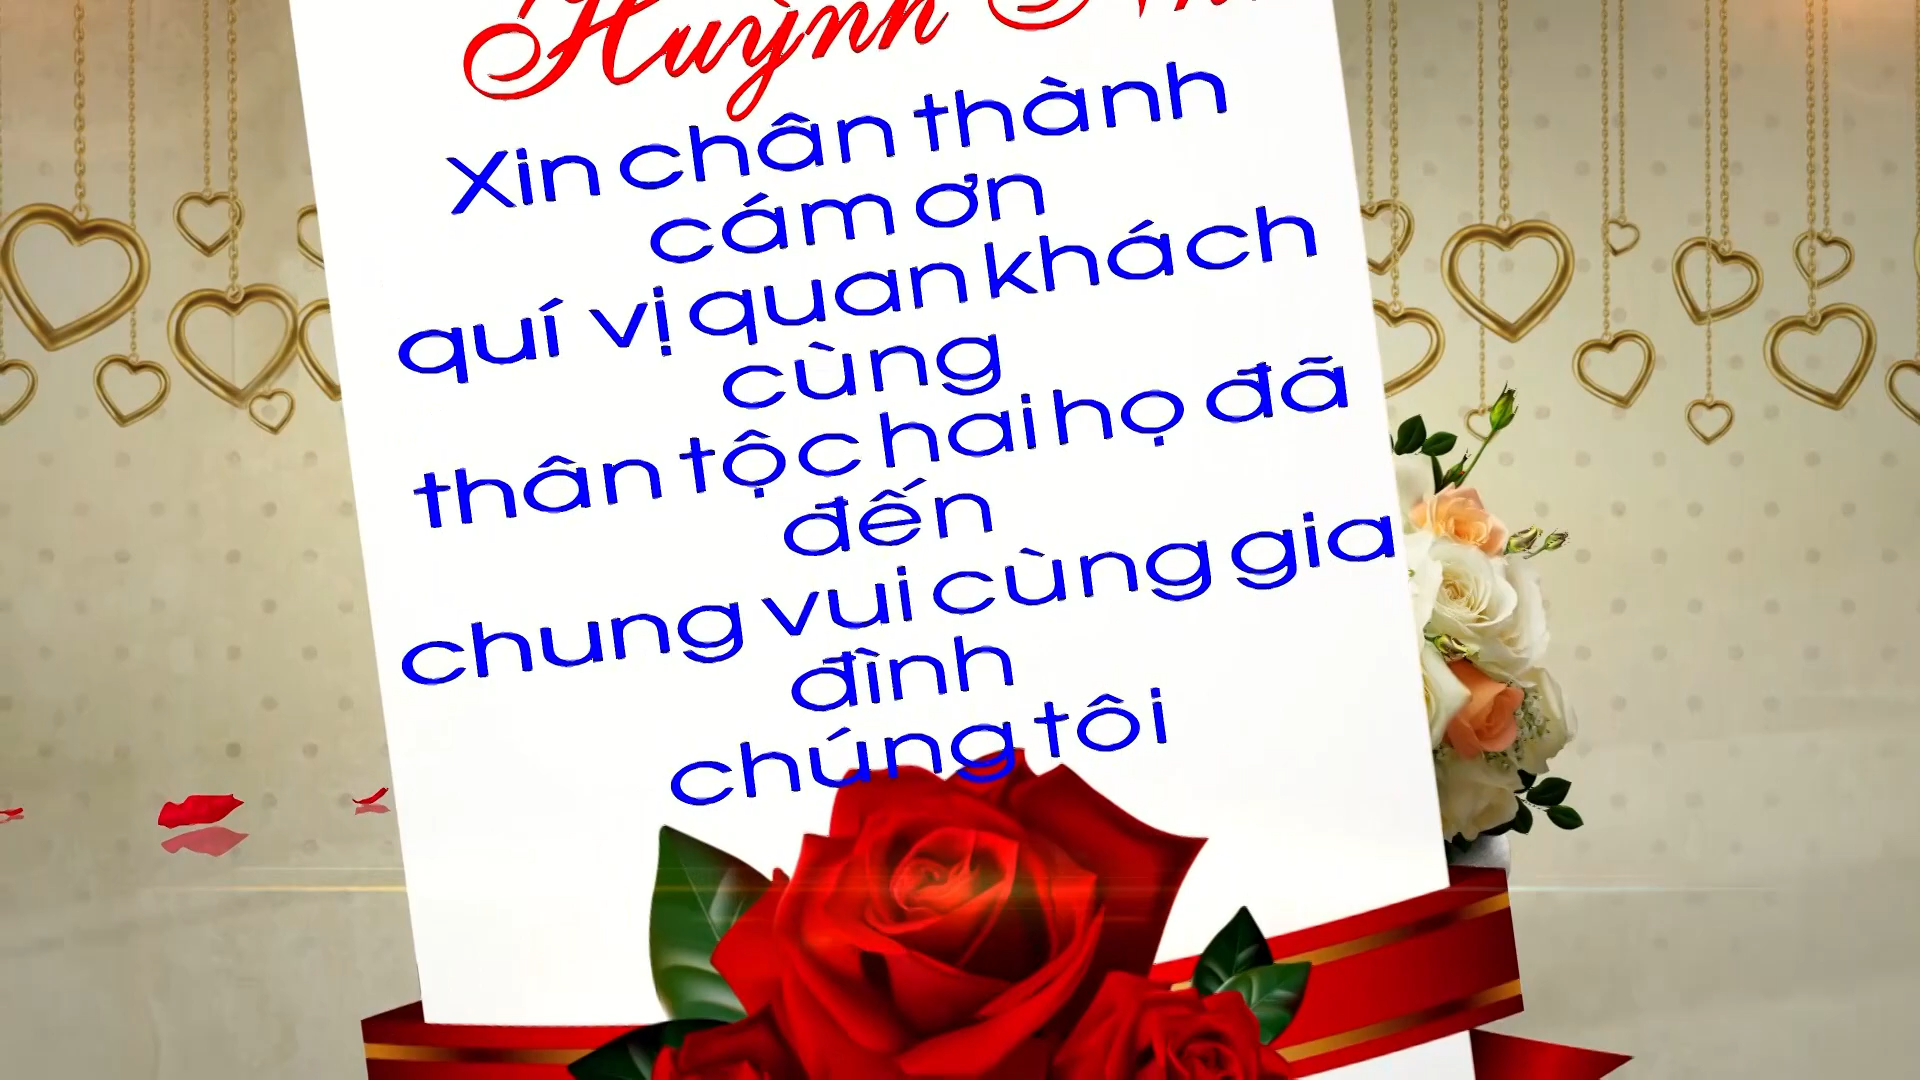 Huỳnh
Xin chân thành
cám ơn
quí vị quan khách
cùng
thân tộc hai họ đã
đến
chung vui cùng gia
đình
chúng tôi